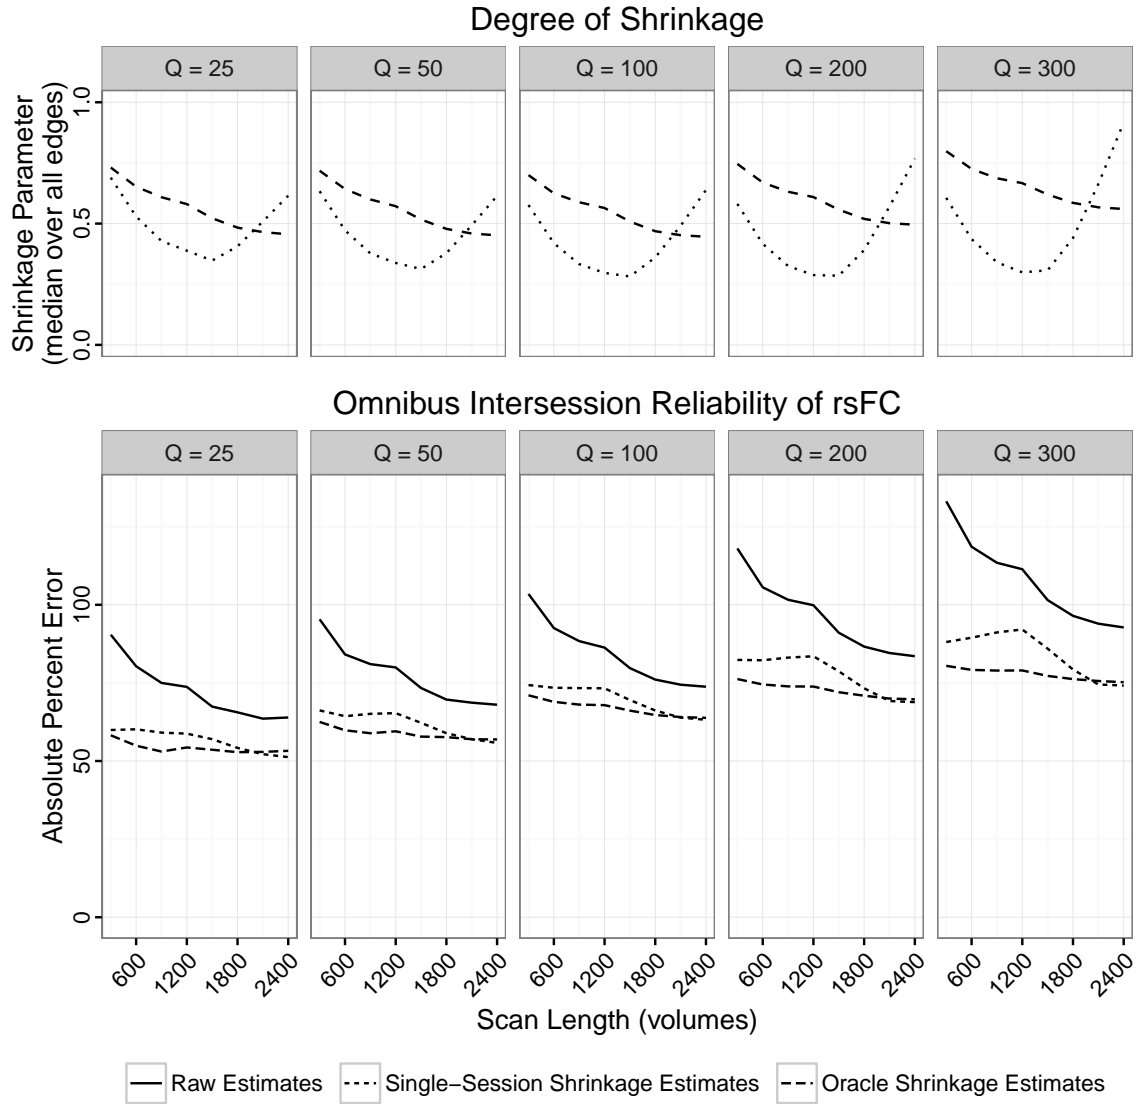 Degree of Shrinkage
Q = 25 Q = 50 Q = 100 Q = 200 Q = 300
Shrinkage Parameter
(median over all edges)
1.0
0.5
0.0
Omnibus Intersession Reliability of rsFC
Q = 25 Q = 50 Q = 100 Q = 200 Q = 300
Absolute Percent Error
100
50
0
600 1200 1800 2400 600 1200 1800 2400 600 1200 1800 2400 600 1200 1800 2400 600 1200 1800 2400
Scan Length (volumes)
Raw Estimates Single−Session Shrinkage Estimates Oracle Shrinkage Estimates